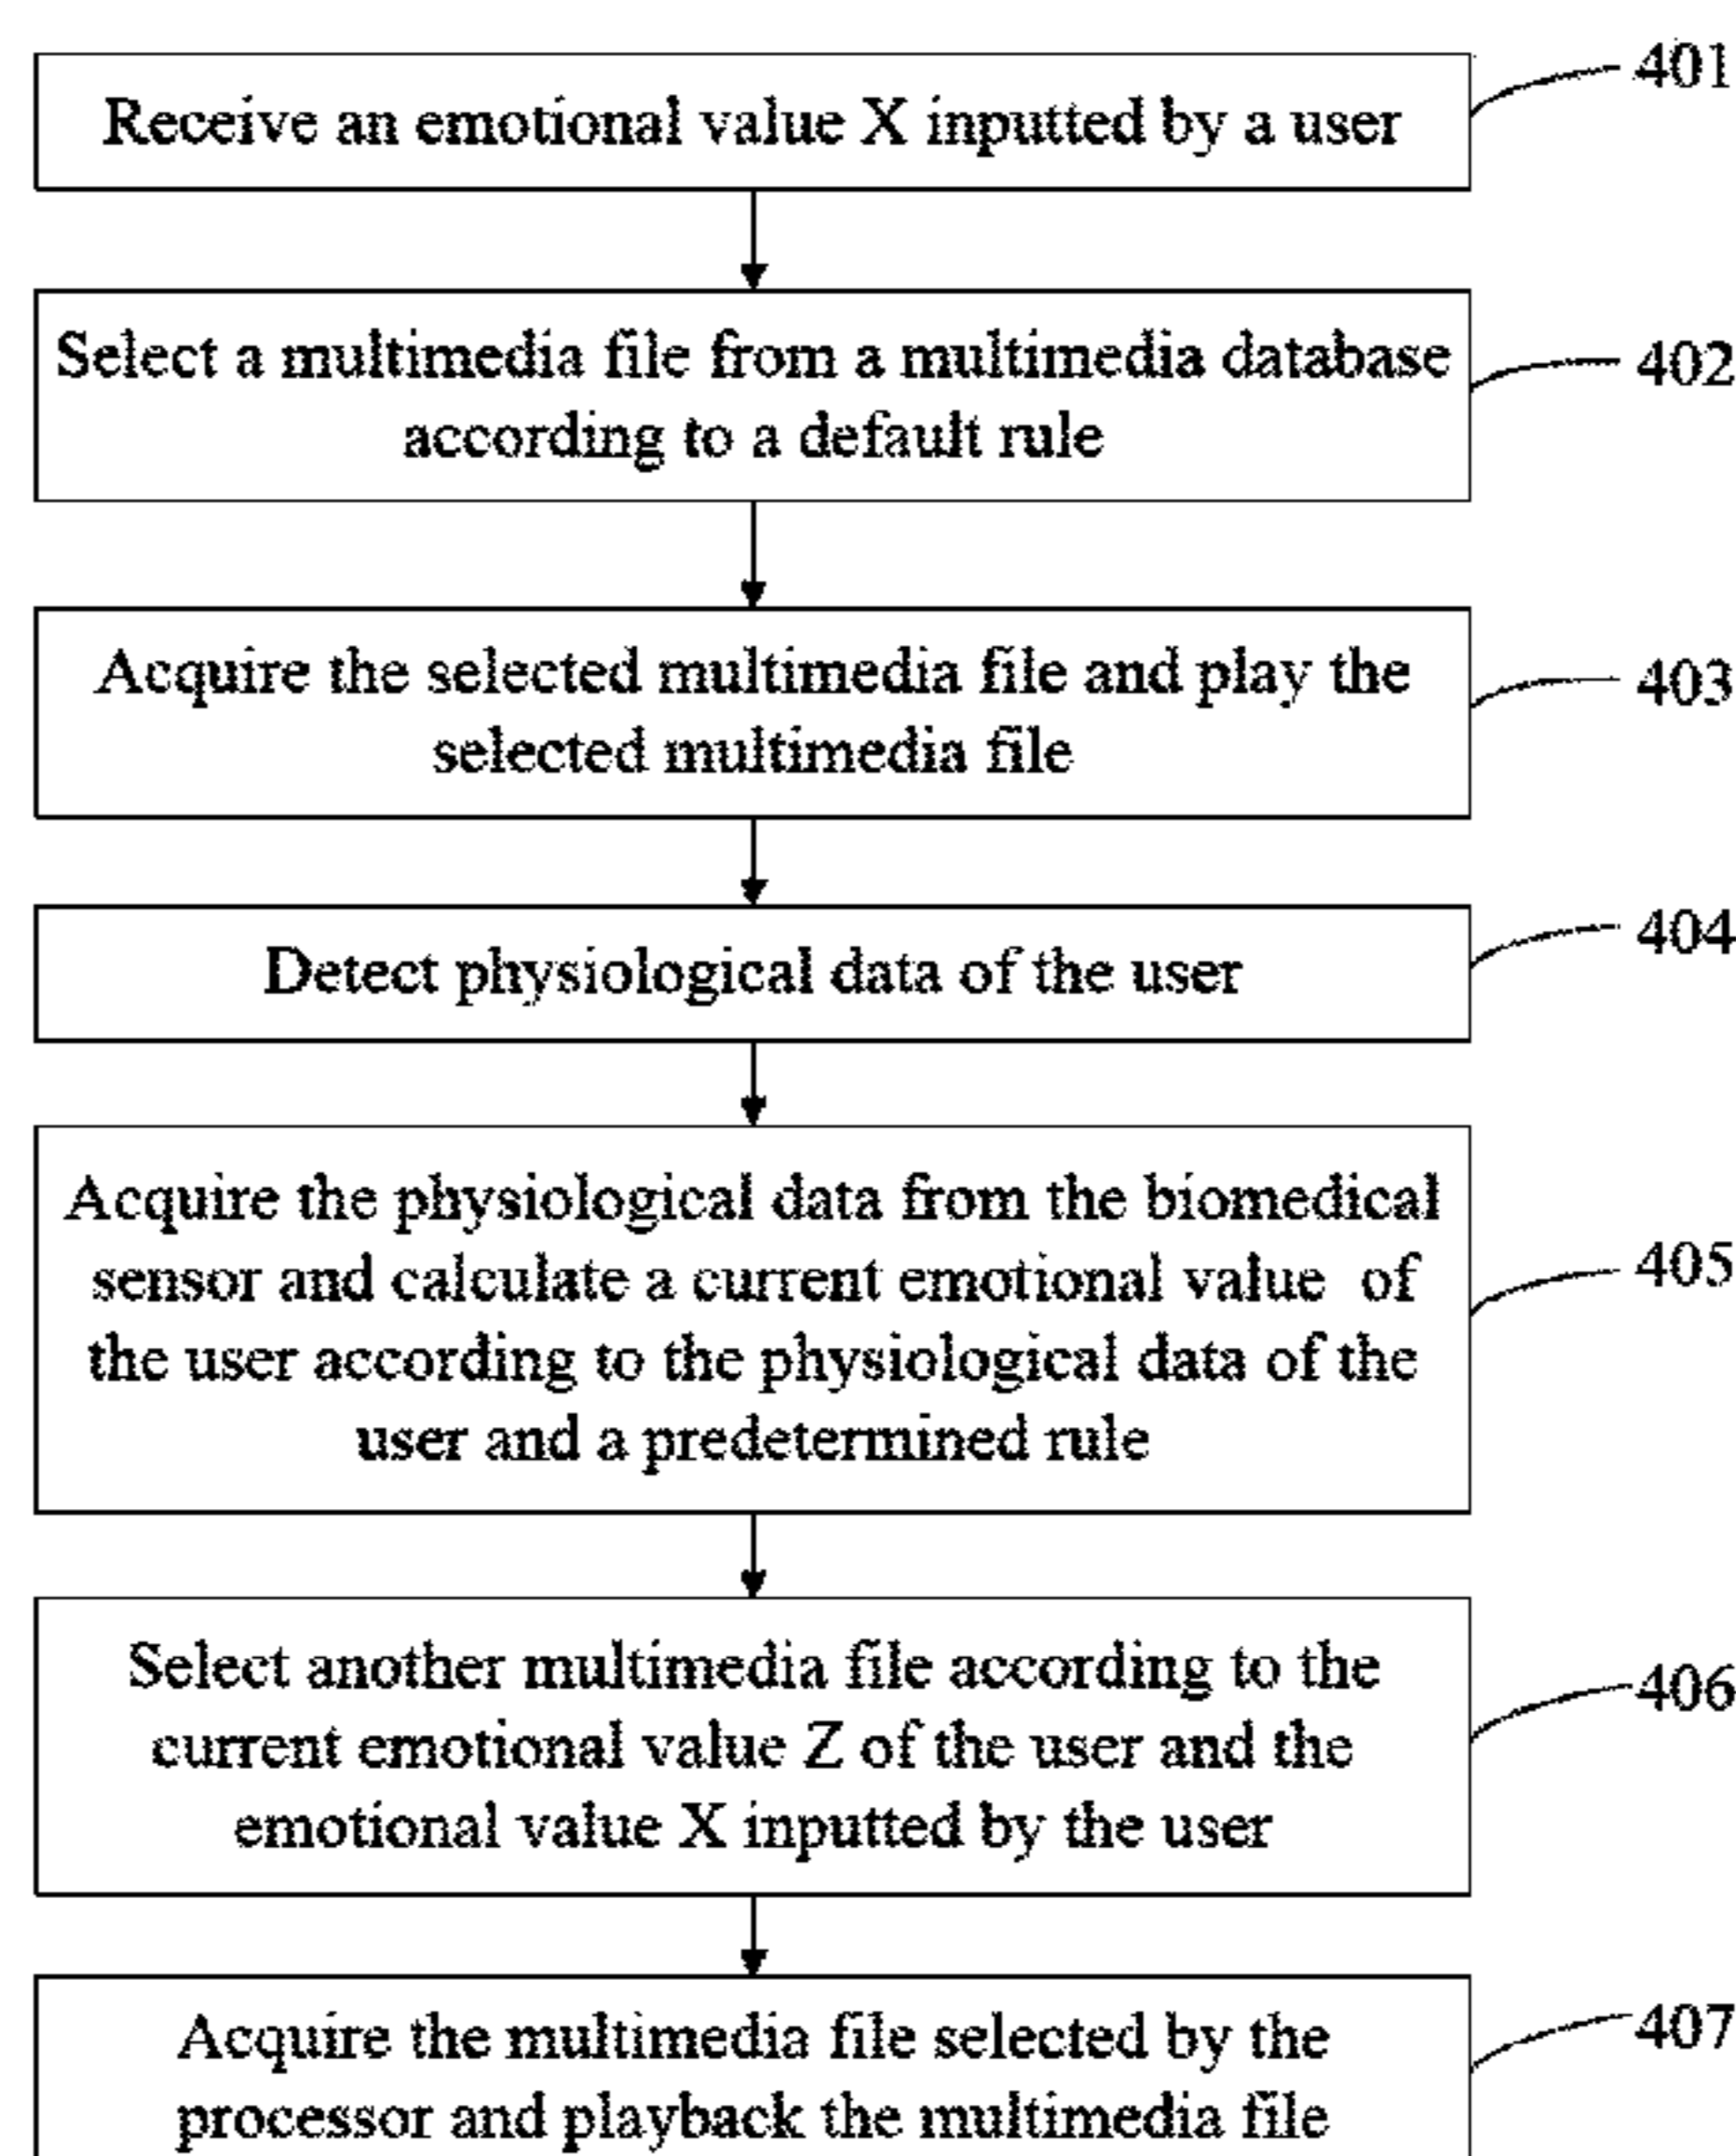 Receive an emotional value X inputted by a user
401
Select a multimedia file from a multimedia database
according to a default rule
402
Acquire the selected multimedia file and play the
selected multimedia file
403
Detect physiological data of the user
404
Acquire the physiological data from the biomedical
sensor and calculate a current emotional value of
the user according to the physiological data of the
user and a predetermined rule
405
Select another multimedia file according to the
current emotional value Z of the user and the
emotional value X inputted by the user
406
Acquire the multimedia file selected by the
processor and playback the multimedia file
407